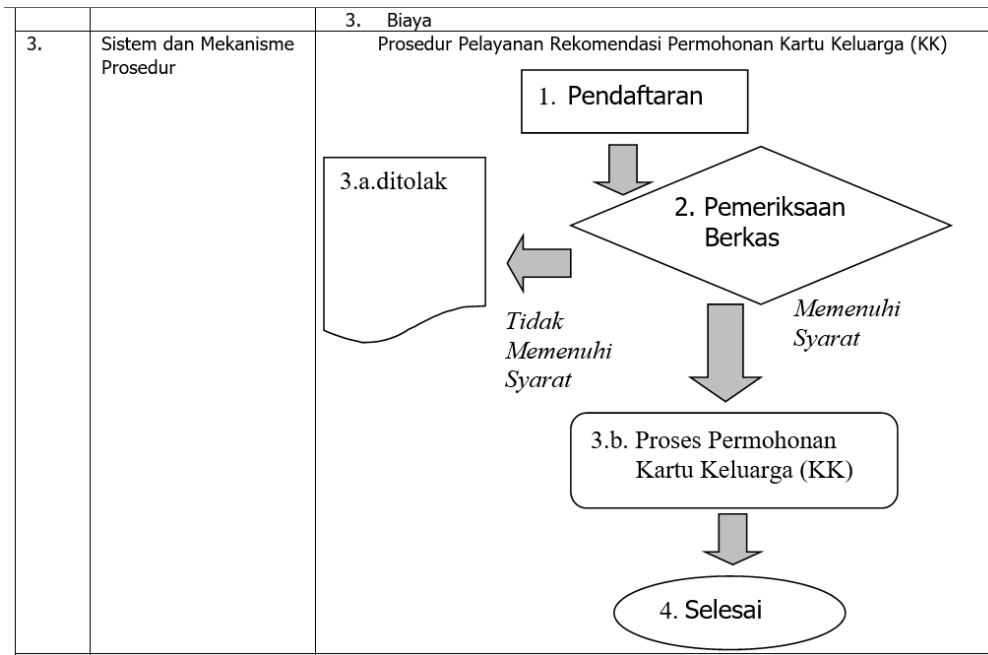 3. Biaya
3.
Sistem dan Mekanisme
Prosedur
Prosedur Pelayanan Rekomendasi Permohonan Kartu Keluarga (KK)
1. Pendaftaran
2. Pemeriksaan
Berkas
3.a.ditolak
Tidak
Memenuhi
Syarat
Memenuhi
Syarat
3.b. Proses Permohonan
Kartu Keluarga (KK)
4. Selesai